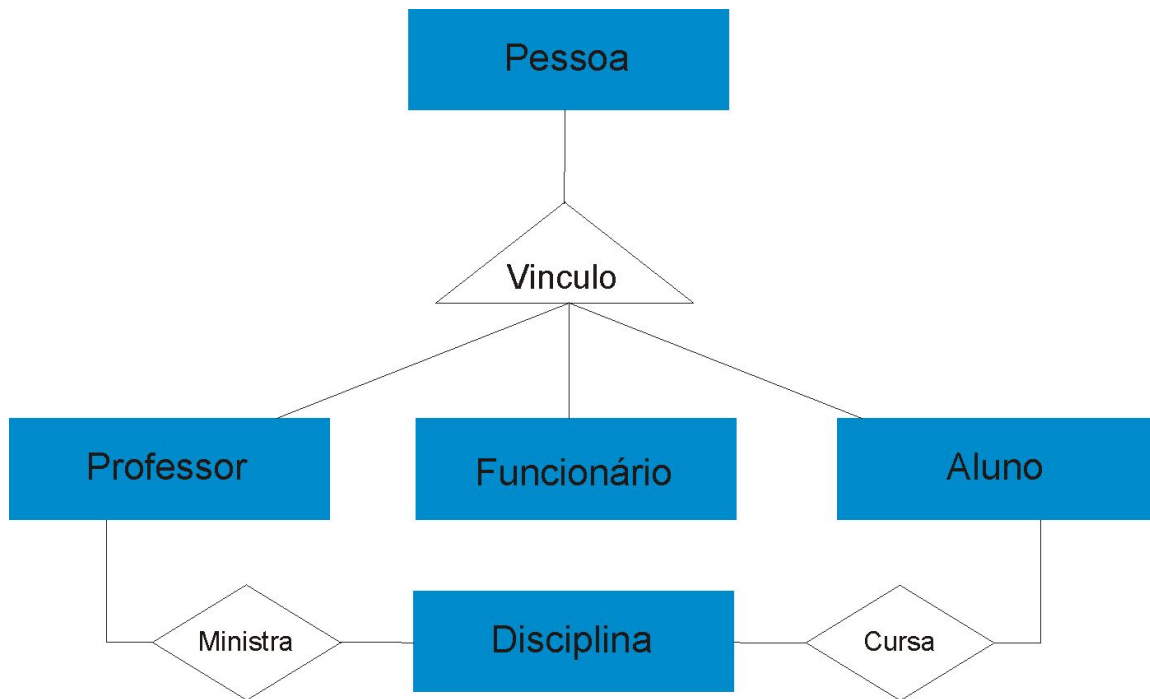 Pessoa
Vinculo
Professor
Funcionário
Aluno
Ministra
Disciplina
Cursa